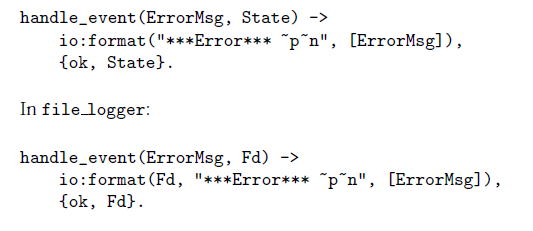 handle_event(ErrorMsg, State) ->
    io:format("***Error*** ~p~n", [ErrorMsg]),
    {ok, State}.
In file_logger:
handle_event(ErrorMsg, Fd) ->
    io:format(Fd, "***Error*** ~p~n", [ErrorMsg]),
    {ok, Fd}.